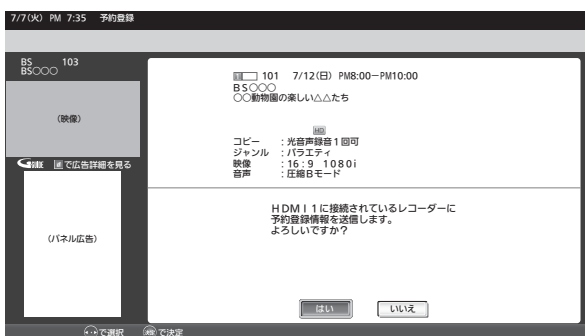 7/7(火) PM 7:35 予約登録
BS 103
BS○○○
(映像)
で広告詳細を見る
(パネル広告)
101 7/12(日) PM8:00−PM10:00
BS○○○
○○動物園の楽しい△△たち
HD
コピー :光音声録音1回可
ジャンル :バラエティ
映像 :16:9 1080i
音声 :圧縮Bモード
HDMI1に接続されているレコーダーに
予約登録情報を送信します。
よろしいですか?
はい いいえ
で選択 決定 で決定